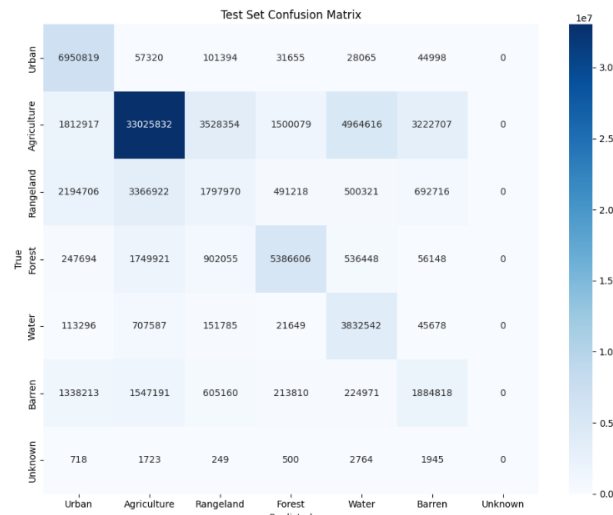 Test Set Confusion Matrix
Urban 6950819 57320 101394 31655 28065 44998 0
Agriculture 1812917 33025832 3528354 1500079 4964616 3222707 0
Rangeland 2194706 3366922 1797970 491218 500321 692716 0
Forest 247694 1749921 902055 5386606 536448 56148 0
Water 113296 707587 151785 21649 3832542 45678 0
Barren 1338213 1547191 605160 213810 224971 1884818 0
Unknown 718 1723 249 500 2764 1945 0
True
Urban Agriculture Rangeland Forest Water Barren Unknown
1e7
3.0
2.5
2.0
1.5
1.0
0.5
0.0